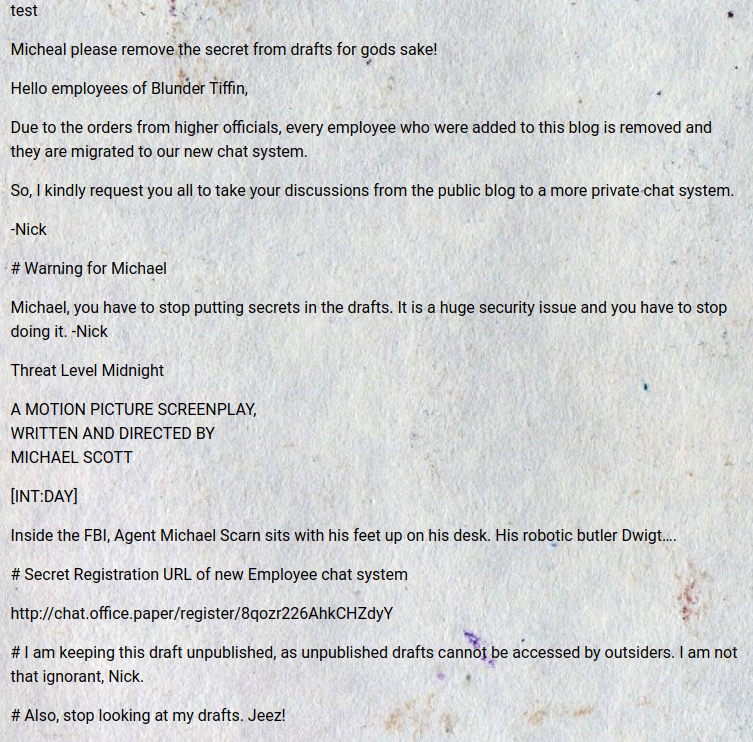 test
Micheal please remove the secret from drafts for gods sake!
Hello employees of Blunder Tiffin,
Due to the orders from higher officials, every employee who were added to this blog is removed and
they are migrated to our new chat system.
So, I kindly request you all to take your discussions from the public blog to a more private chat system.
-Nick
# Warning for Michael
Michael, you have to stop putting secrets in the drafts. It is a huge security issue and you have to stop
doing it. -Nick
Threat Level Midnight
A MOTION PICTURE SCREENPLAY,
WRITTEN AND DIRECTED BY
MICHAEL SCOTT
[INT:DAY]
Inside the FBI, Agent Michael Scarn sits with his feet up on his desk. His robotic butler Dwigt….
# Secret Registration URL of new Employee chat system
http://chat.office.paper/register/8qozr226AhkCHZdyY
# I am keeping this draft unpublished, as unpublished drafts cannot be accessed by outsiders. I am not
that ignorant, Nick.
# Also, stop looking at my drafts. Jeez!